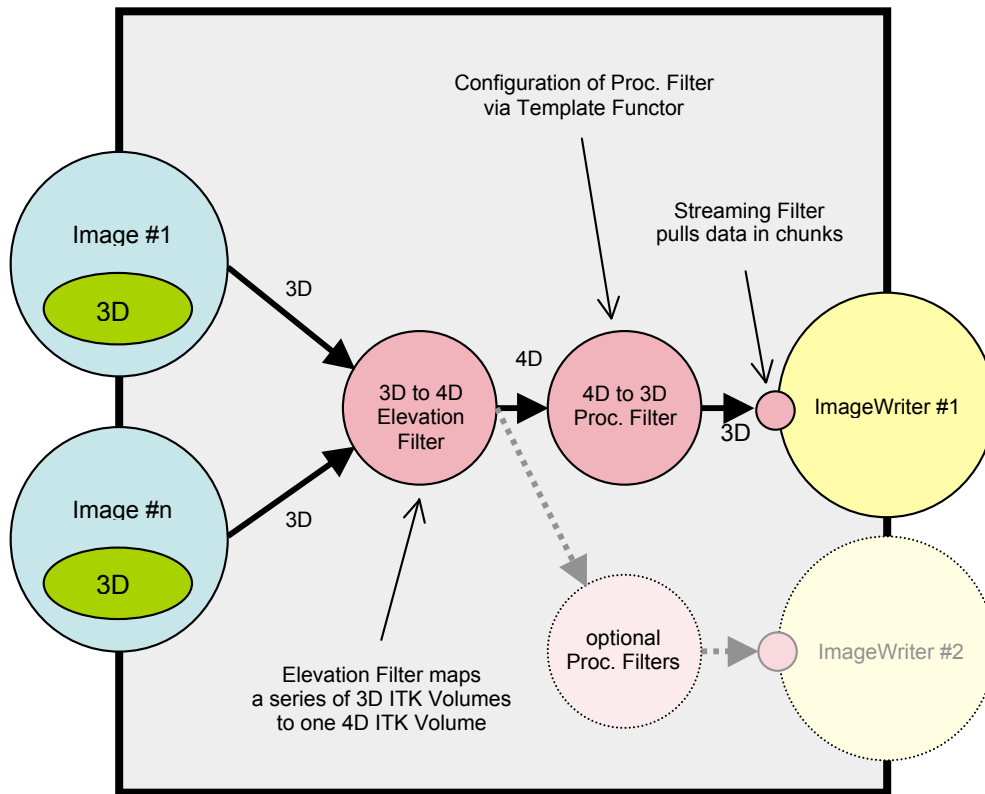 Configuration of Proc. Filter
via Template Functor
Streaming Filter
pulls data in chunks
Image #1
3D
3D
3D to 4D
Elevation
Filter
4D
4D to 3D
Proc. Filter
3D
ImageWriter #1
Image #n
3D
3D
optional
Proc. Filters
ImageWriter #2
Elevation Filter maps
a series of 3D ITK Volumes
to one 4D ITK Volume